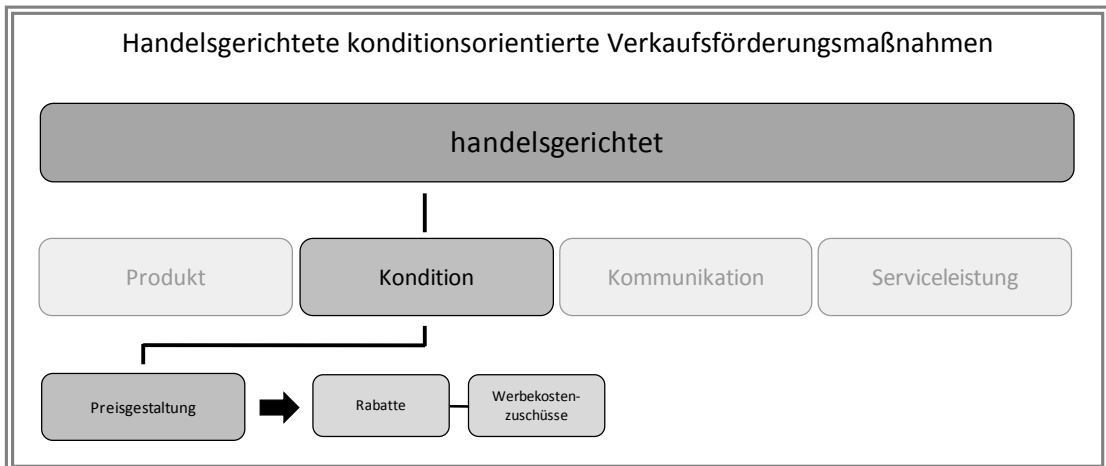 Handelsgerichtete konditionsorientierte Verkaufsförderungsmaßnahmen
handelsgerichtet
Produkt
Kondition
Kommunikation
Serviceleistung
Preisgestaltung
Rabatte
Werbekosten-
zuschüsse